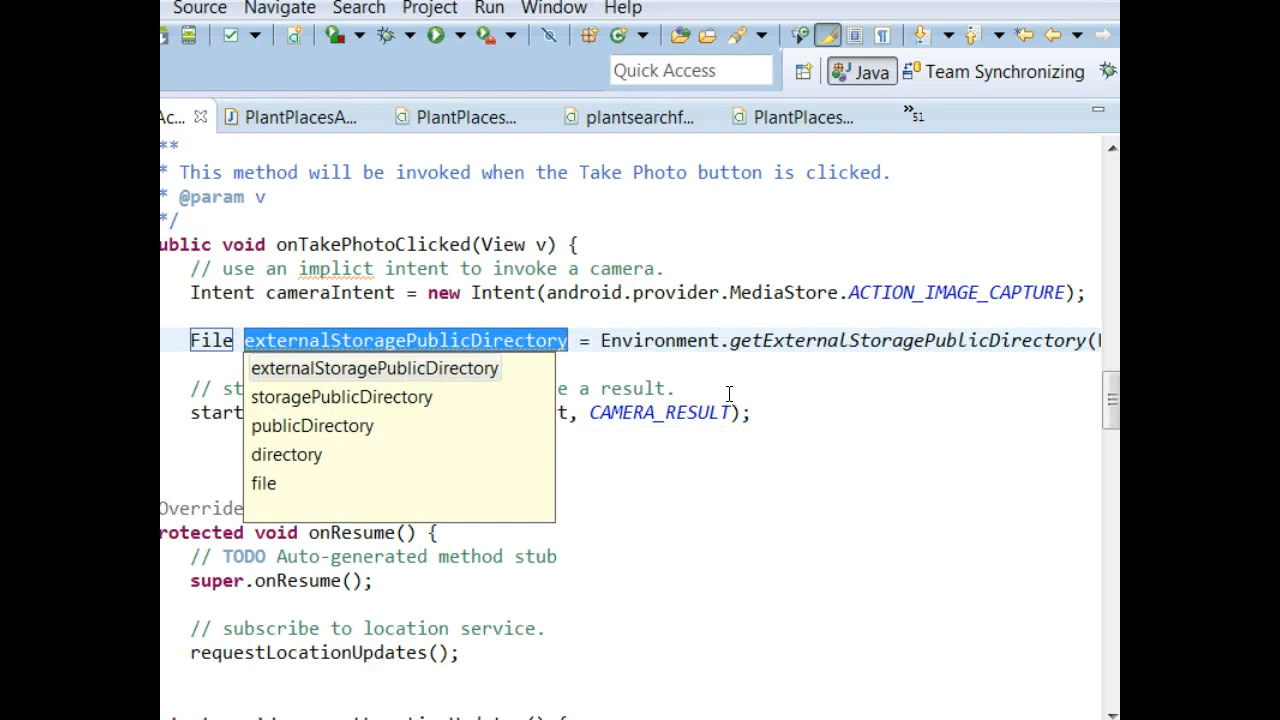 Source Navigate Search Project Run Window Help
Quick Access Java Team Synchronizing
Ac... PlantPlacesA... PlantPlaces... plantsearchf... PlantPlaces... »51
**
* This method will be invoked when the Take Photo button is clicked.
* @param v
*/
ublic void onTakePhotoClicked(View v) {
// use an implict intent to invoke a camera.
Intent cameraIntent = new Intent(android.provider.MediaStore.ACTION_IMAGE_CAPTURE);
File externalStoragePublicDirectory = Environment.getExternalStoragePublicDirectory(
externalStoragePublicDirectory
// st e a result.
storagePublicDirectory
start t, CAMERA_RESULT);
publicDirectory
directory
file
Override
rotected void onResume() {
// TODO Auto-generated method stub
super.onResume();
// subscribe to location service.
requestLocationUpdates();